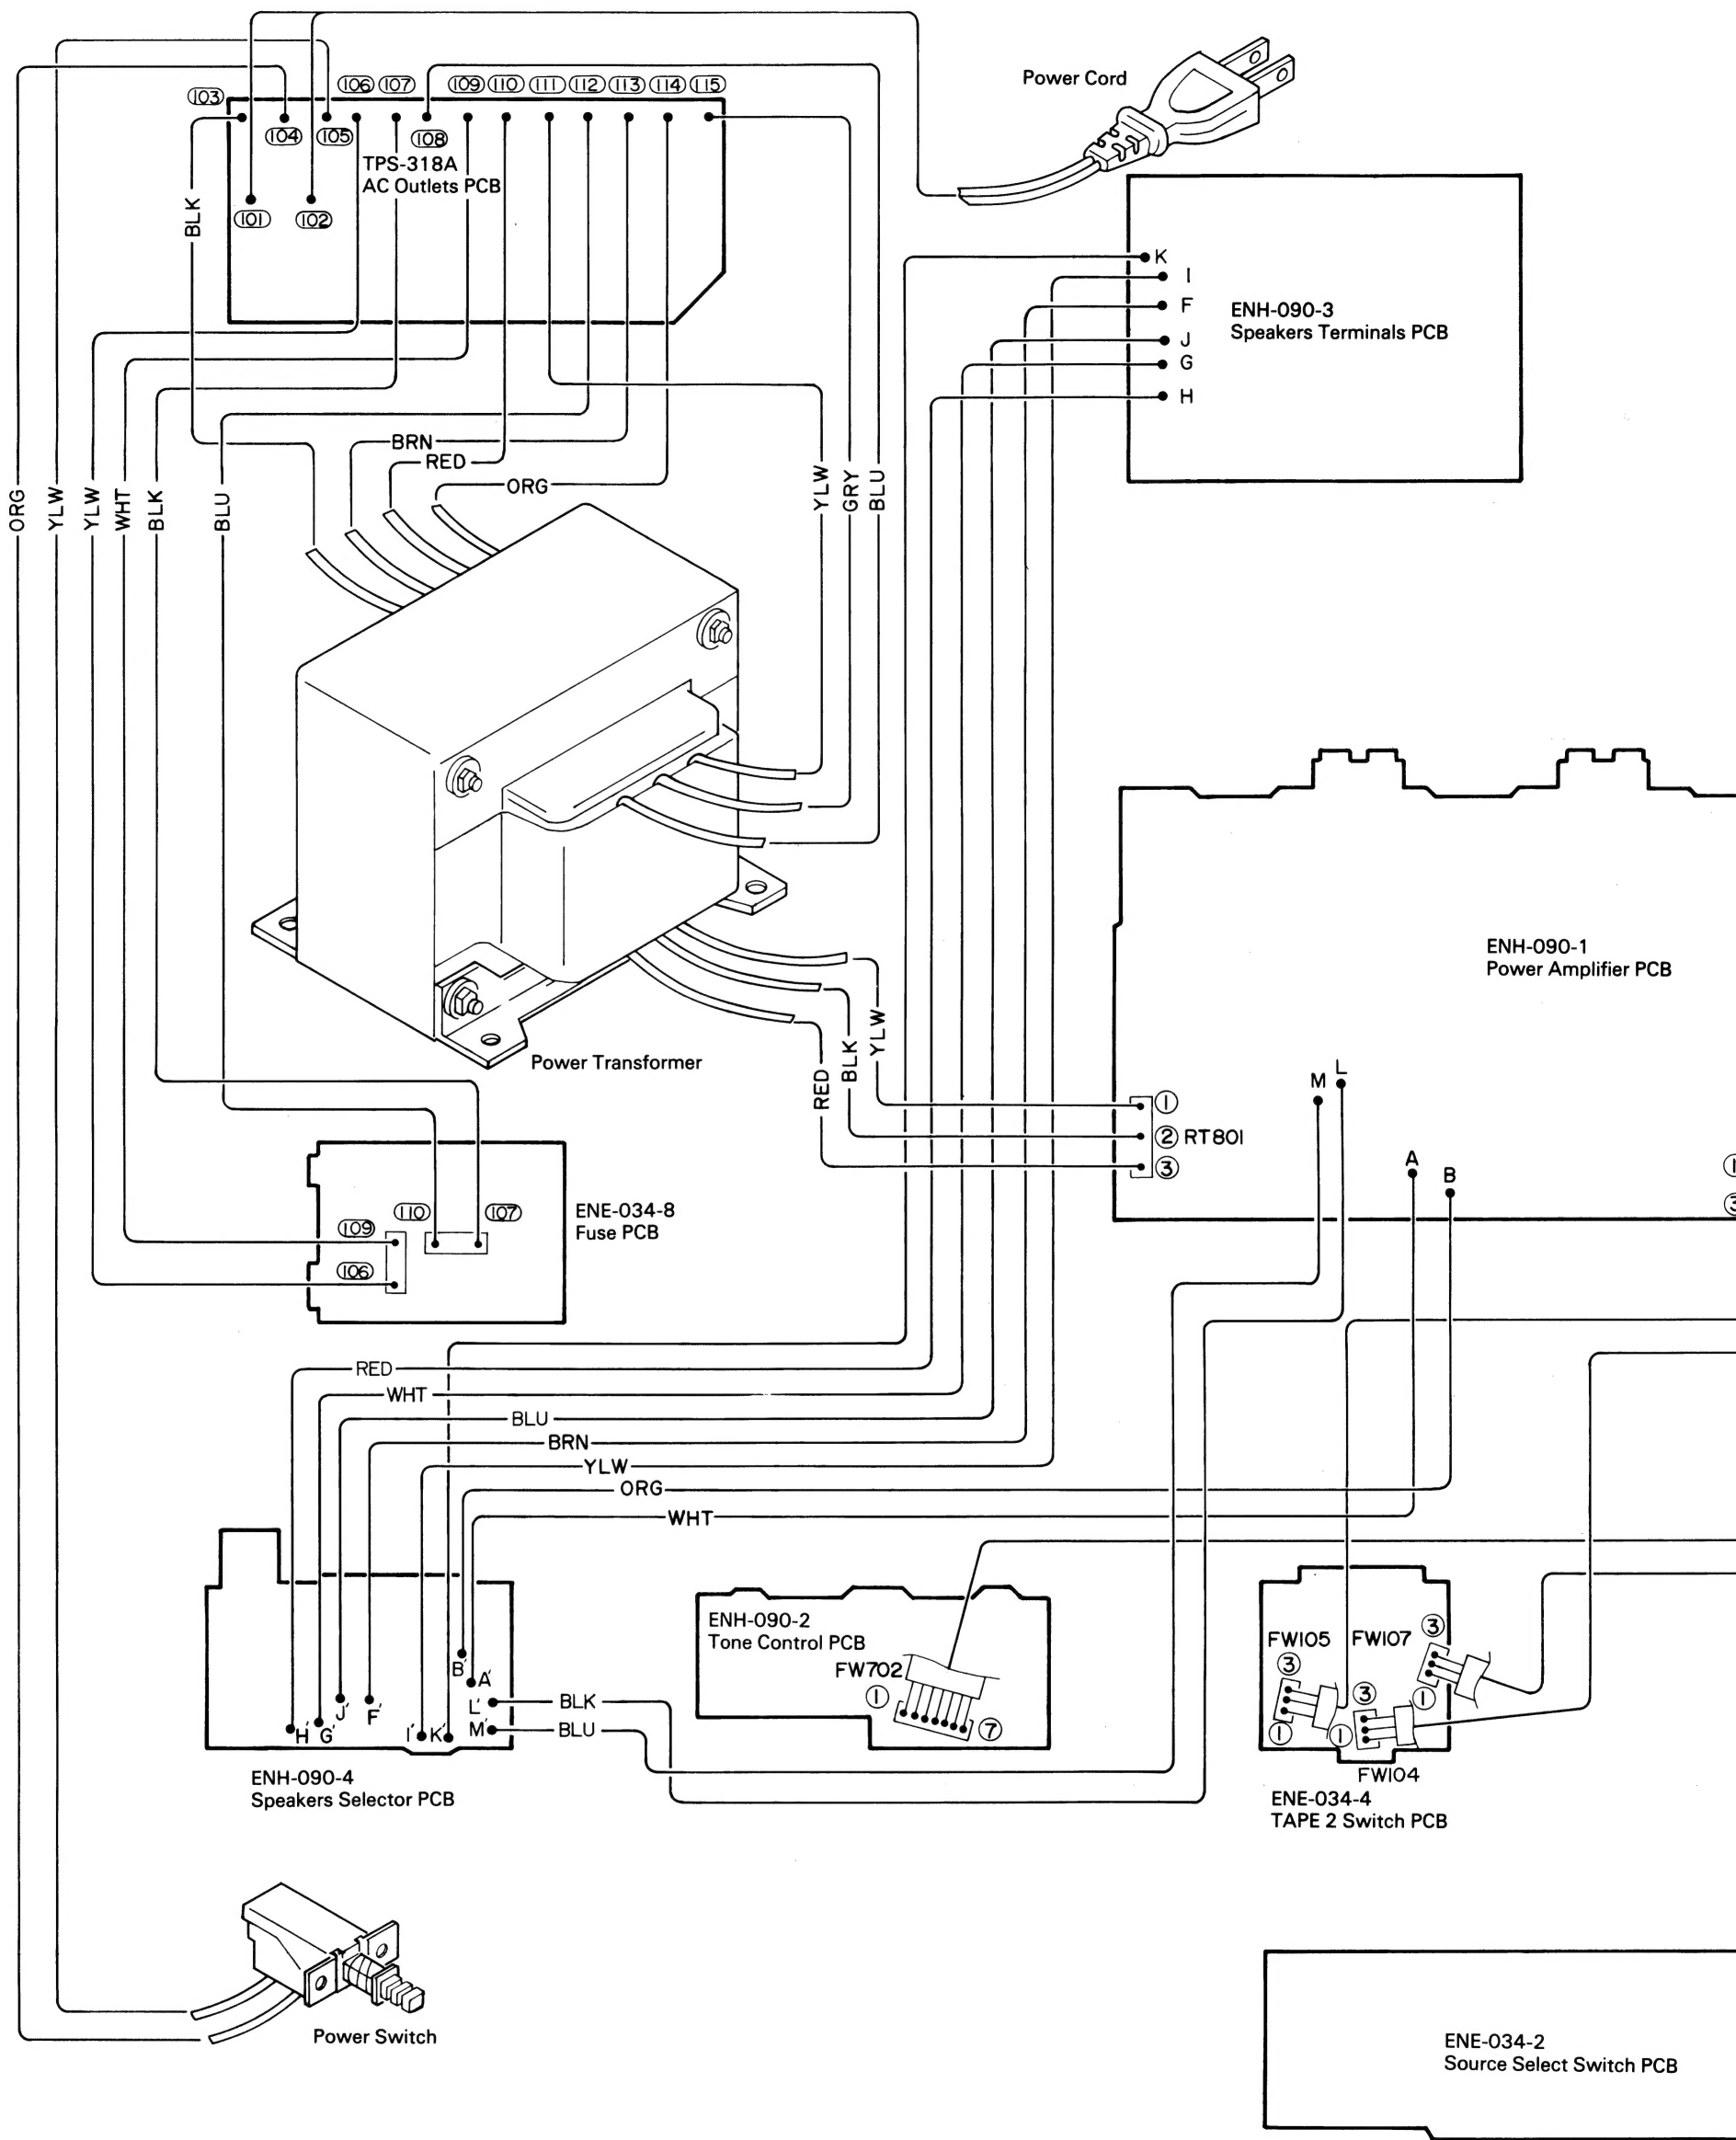 Power Cord
103 106 107 109 110 111 112 113 114 115
104 105 108
TPS-318A
AC Outlets PCB
101 102
BLK
K
I
F
J
G
H
ENH-090-3
Speakers Terminals PCB
BRN
RED
ORG
ORG
YLW
YLW
WHT
BLK
BLU
YLW
GRY
BLU
ENH-090-1
Power Amplifier PCB
Power Transformer
RED
BLK
YLW
M L
1
2 RT801
3
A
B
1
3
110 107
109
106
ENE-034-8
Fuse PCB
RED
WHT
BLU
BRN
YLW
ORG
WHT
B'
A'
L' BLK
M' BLU
H' G' J' F' I' K'
ENH-090-4
Speakers Selector PCB
ENH-090-2
Tone Control PCB
FW702
1
7
FW105 FW107
3
3
1
3
1
1
FW104
ENE-034-4
TAPE 2 Switch PCB
Power Switch
ENE-034-2
Source Select Switch PCB